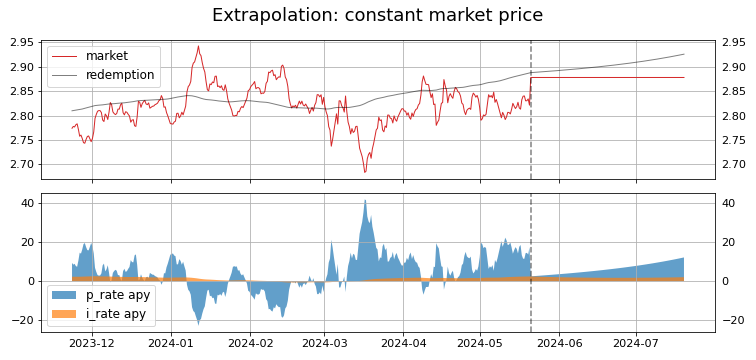 Extrapolation: constant market price
2.95 2.95
market
2.90 redemption 2.90
2.85 2.85
2.80 2.80
2.75 2.75
2.70 2.70
40 40
20 20
0 0
p_rate apy
i_rate apy
−20 −20
2023-12 2024-01 2024-02 2024-03 2024-04 2024-05 2024-06 2024-07